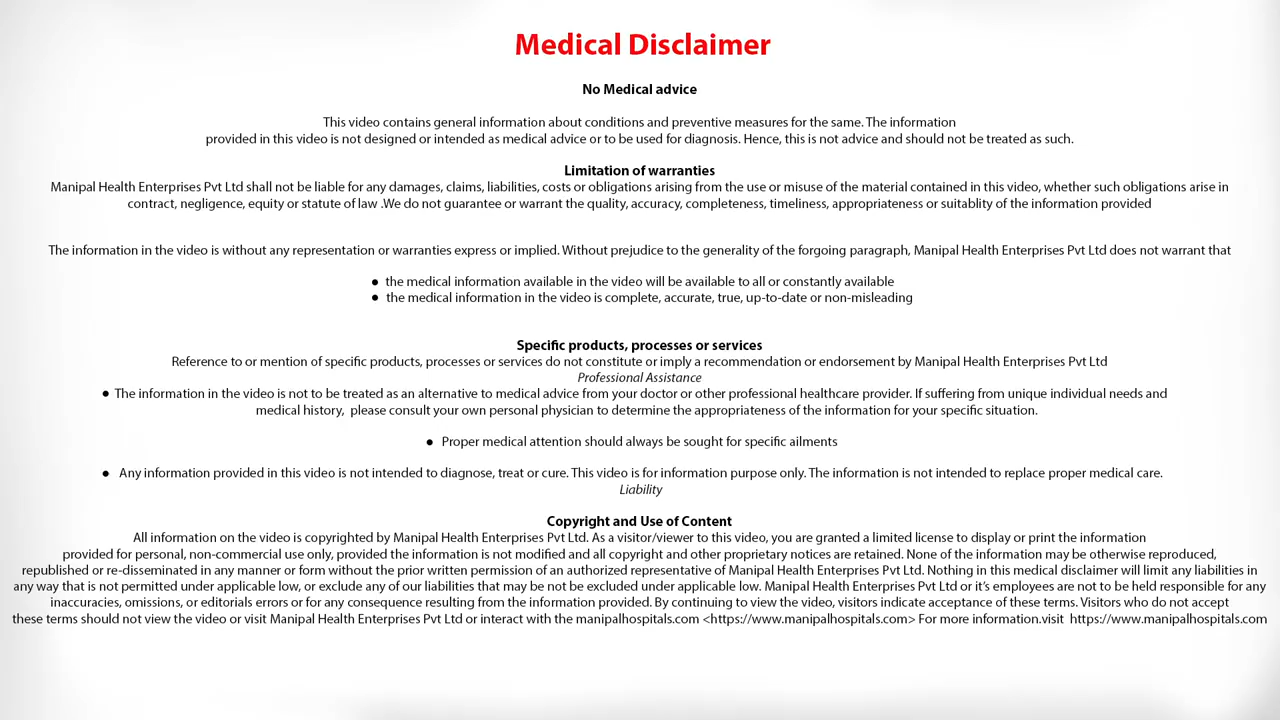 Medical Disclaimer
No Medical advice
This video contains general information about conditions and preventive measures for the same. The information
provided in this video is not designed or intended as medical advice or to be used for diagnosis. Hence, this is not advice and should not be treated as such.
Limitation of warranties
Manipal Health Enterprises Pvt Ltd shall not be liable for any damages, claims, liabilities, costs or obligations arising from the use or misuse of the material contained in this video, whether such obligations arise in
contract, negligence, equity or statute of law .We do not guarantee or warrant the quality, accuracy, completeness, timeliness, appropriateness or suitablity of the information provided
The information in the video is without any representation or warranties express or implied. Without prejudice to the generality of the forgoing paragraph, Manipal Health Enterprises Pvt Ltd does not warrant that
● the medical information available in the video will be available to all or constantly available
● the medical information in the video is complete, accurate, true, up-to-date or non-misleading
Specific products, processes or services
Reference to or mention of specific products, processes or services do not constitute or imply a recommendation or endorsement by Manipal Health Enterprises Pvt Ltd
Professional Assistance
● The information in the video is not to be treated as an alternative to medical advice from your doctor or other professional healthcare provider. If suffering from unique individual needs and
medical history, please consult your own personal physician to determine the appropriateness of the information for your specific situation.
● Proper medical attention should always be sought for specific ailments
● Any information provided in this video is not intended to diagnose, treat or cure. This video is for information purpose only. The information is not intended to replace proper medical care.
Liability
Copyright and Use of Content
All information on the video is copyrighted by Manipal Health Enterprises Pvt Ltd. As a visitor/viewer to this video, you are granted a limited license to display or print the information
provided for personal, non-commercial use only, provided the information is not modified and all copyright and other proprietary notices are retained. None of the information may be otherwise reproduced,
republished or re-disseminated in any manner or form without the prior written permission of an authorized representative of Manipal Health Enterprises Pvt Ltd. Nothing in this medical disclaimer will limit any liabilities in
any way that is not permitted under applicable low, or exclude any of our liabilities that may be not be excluded under applicable low. Manipal Health Enterprises Pvt Ltd or it's employees are not to be held responsible for any
inaccuracies, omissions, or editorials errors or for any consequence resulting from the information provided. By continuing to view the video, visitors indicate acceptance of these terms. Visitors who do not accept
these terms should not view the video or visit Manipal Health Enterprises Pvt Ltd or interact with the manipalhospitals.com <https://www.manipalhospitals.com> For more information.visit https://www.manipalhospitals.com